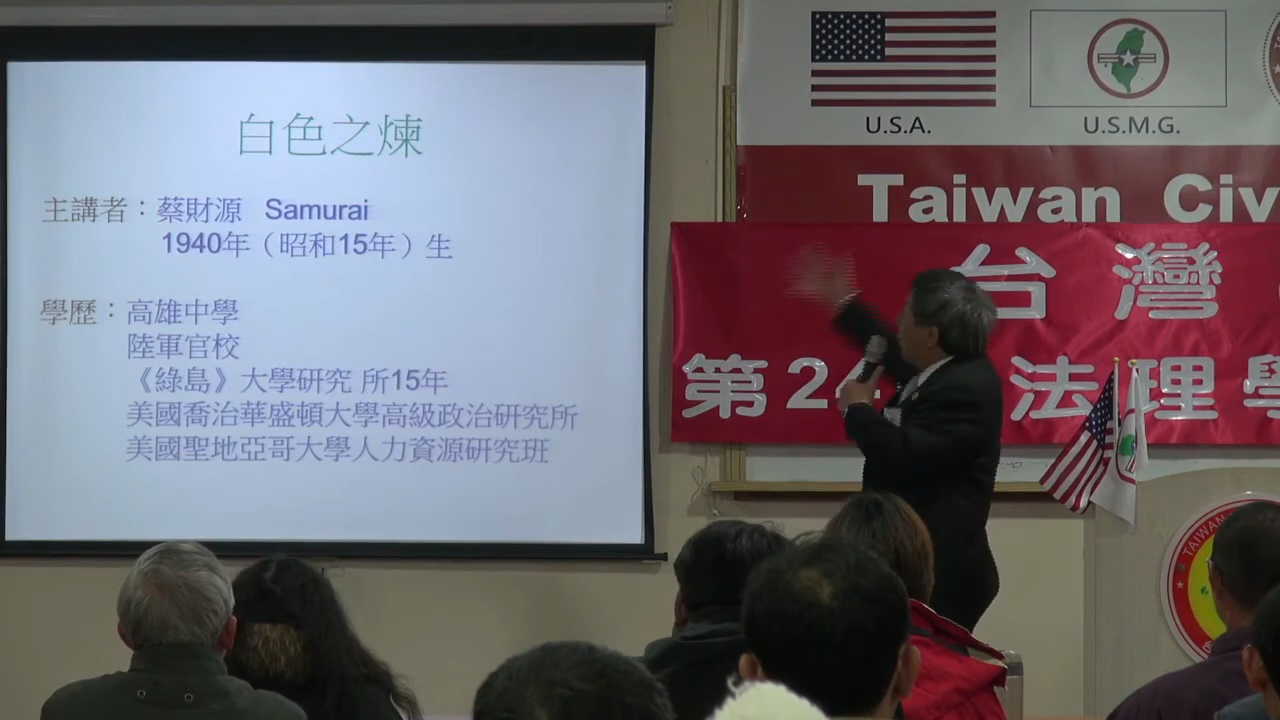 白色之煉
主講者：蔡財源 Samurai
1940年（昭和15年）生
學歷：高雄中學
陸軍官校
《綠島》大學研究 所15年
美國喬治華盛頓大學高級政治研究所
美國聖地亞哥大學人力資源研究班
U.S.A.
U.S.M.G.
Taiwan Civ
台灣
第24
法理學
TAIWAN